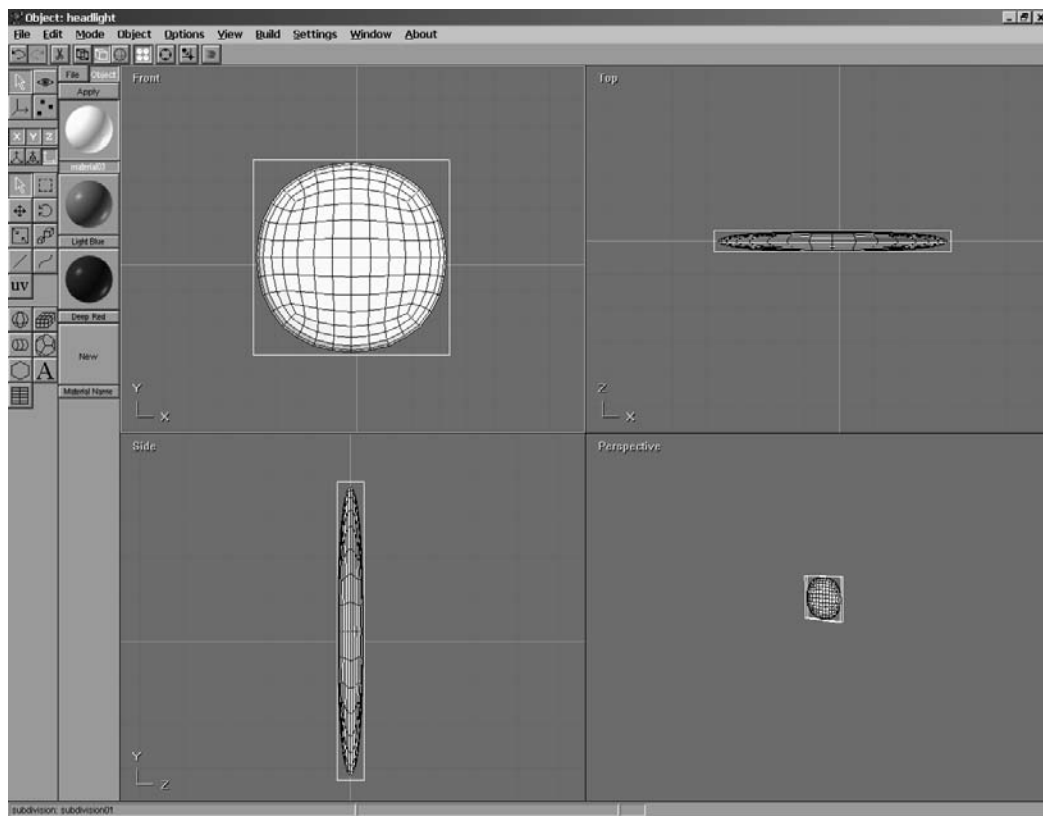 Object: headlight
File Edit Mode Object Options View Build Settings Window About
File Object
Apply
material03
Light Blue
Deep Red
New
Material Name
X Y Z
uv
A
Front
Y
X
Top
Z
X
Side
Y
Z
Perspective
subdivision: subdivision01